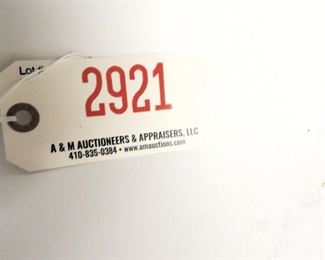 Lot #
2921
A & M AUCTIONEERS & APPRAISERS, LLC
410-835-0384 • www.amauctions.com